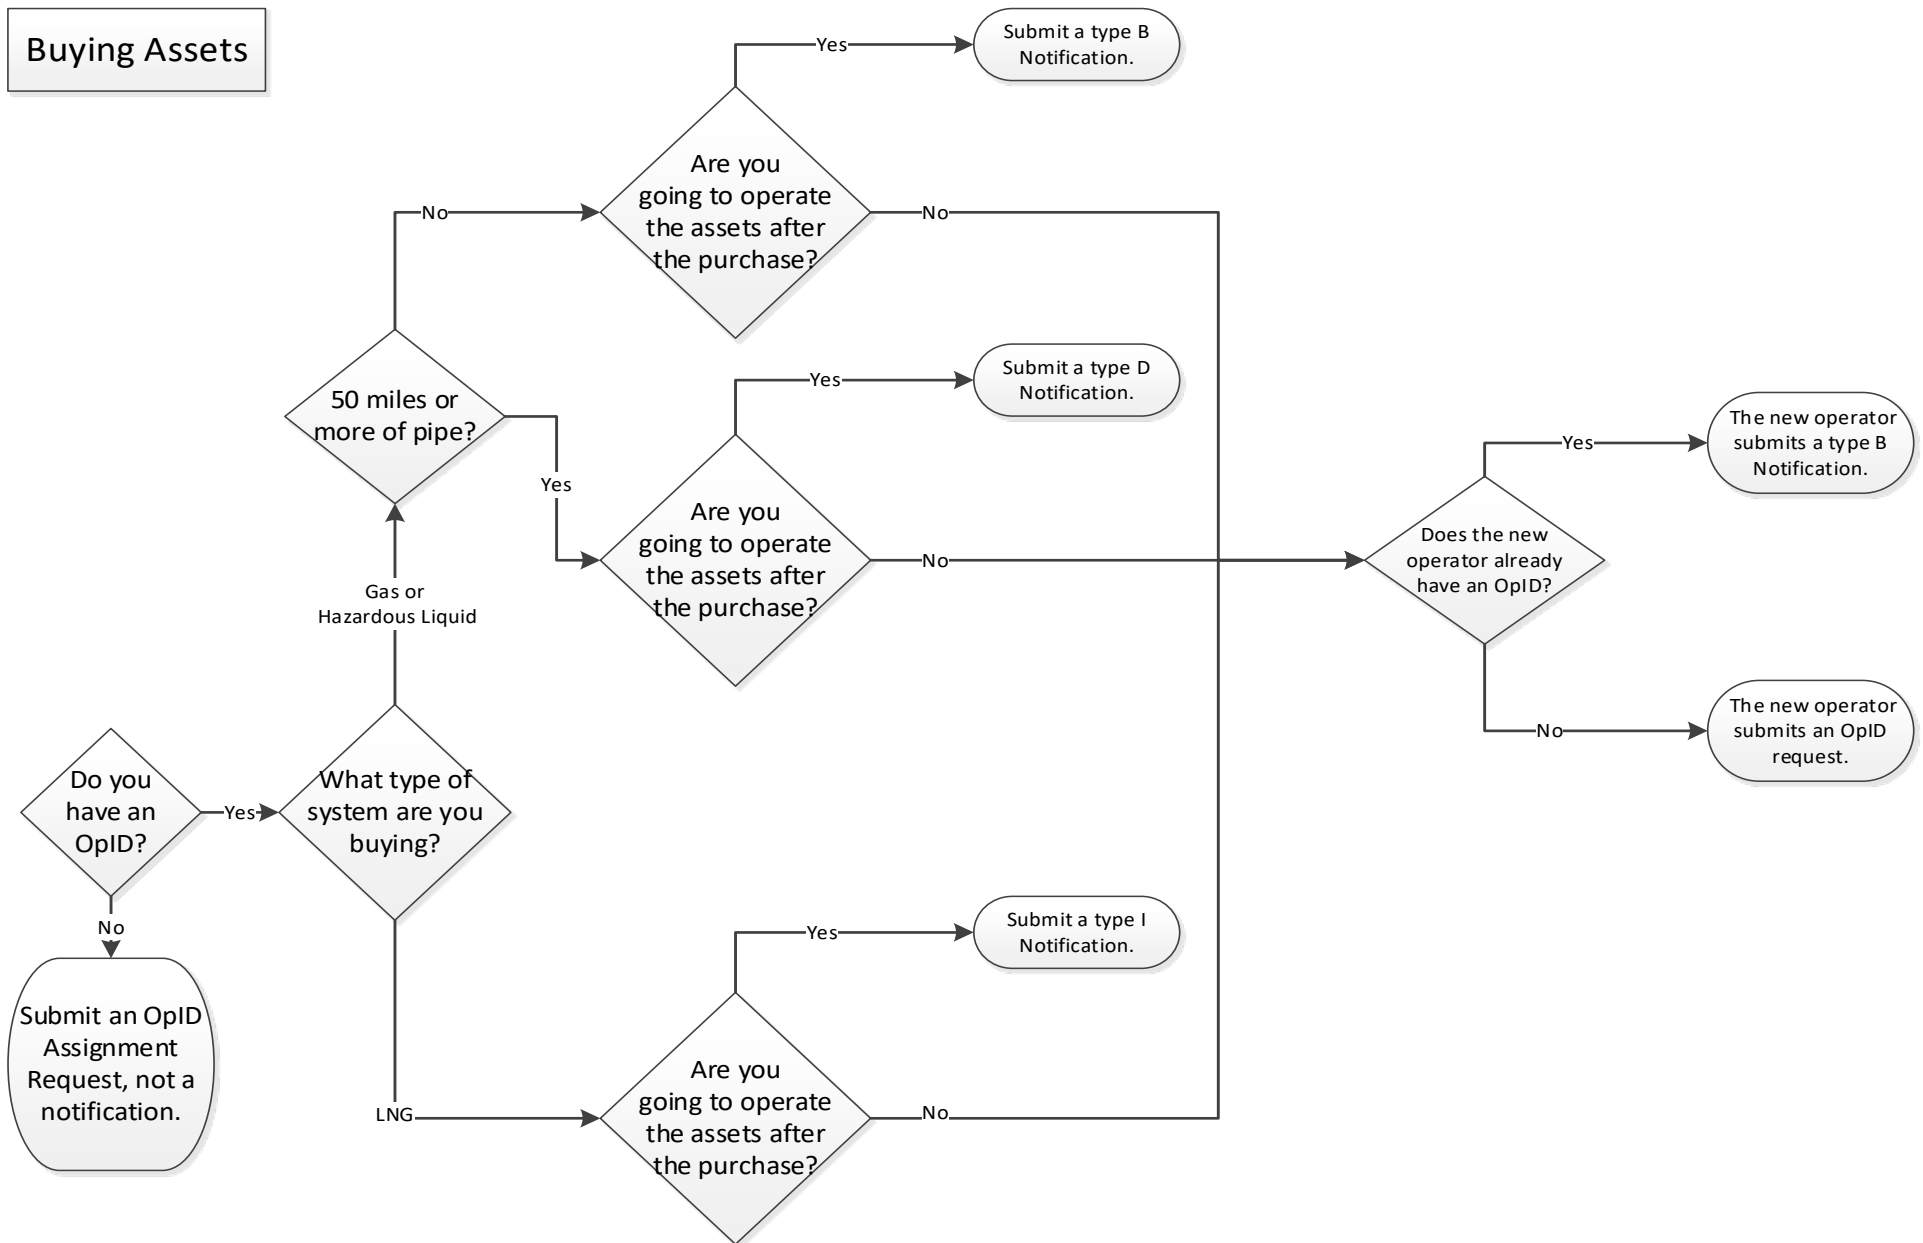 Buying Assets
Yes
Submit a type B
Notification.
Are you
going to operate
the assets after
the purchase?
No
No
50 miles or
more of pipe?
Yes
Yes
Submit a type D
Notification.
Are you
going to operate
the assets after
the purchase?
No
Gas or
Hazardous Liquid
Does the new
operator already
have an OpID?
Yes
The new operator
submits a type B
Notification.
No
The new operator
submits an OpID
request.
Do you
have an
OpID?
Yes
What type of
system are you
buying?
No
Submit an OpID
Assignment
Request, not a
notification.
LNG
Yes
Submit a type I
Notification.
Are you
going to operate
the assets after
the purchase?
No